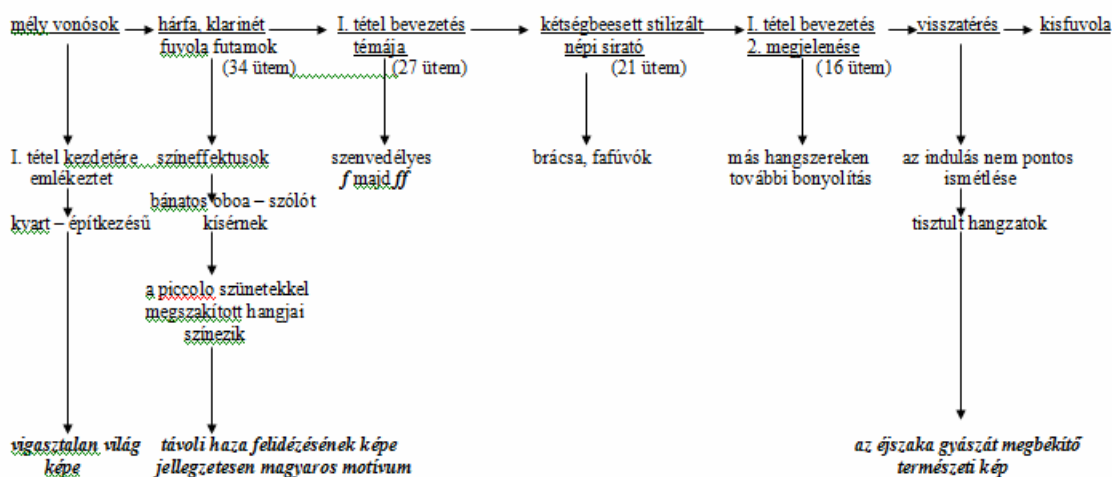 mély vonósok
hárfa, klarinét
fuvola futamok
(34 ütem)
I. tétel bevezetés
témája
(27 ütem)
kétségbeesett stilizált
népi sirató
(21 ütem)
I. tétel bevezetés
2. megjelenése
(16 ütem)
visszatérés
kisfuvola
I. tétel kezdetére
emlékeztet
színeffektusok
szenvedélyes
f majd ff
brácsa, fafúvók
más hangszereken
további bonyolítás
az indulás nem pontos
ismétlése
kyart – építkezésű
bánatos oboa – szólót
kísérnek
tisztult hangzatok
a piccolo szünetekkel
megszakított hangjai
színezik
vigasztalan világ
képe
távoli haza felidézésének képe
jellegzetesen magyaros motívum
az éjszaka gyászát megbékítő
természeti kép